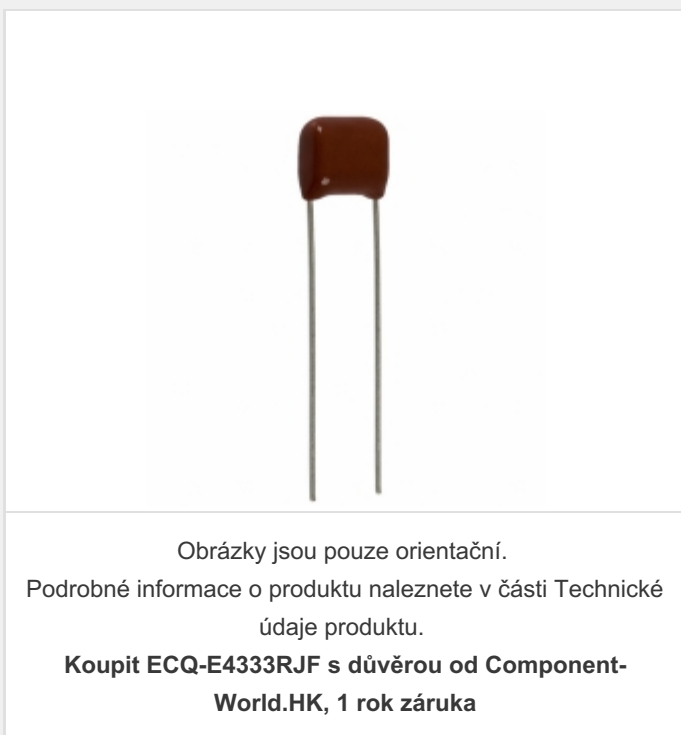 Obrázky jsou pouze orientační.
Podrobné informace o produktu naleznete v části Technické
údaje produktu.
Koupit ECQ-E4333RJF s důvěrou od Component-
World.HK, 1 rok záruka